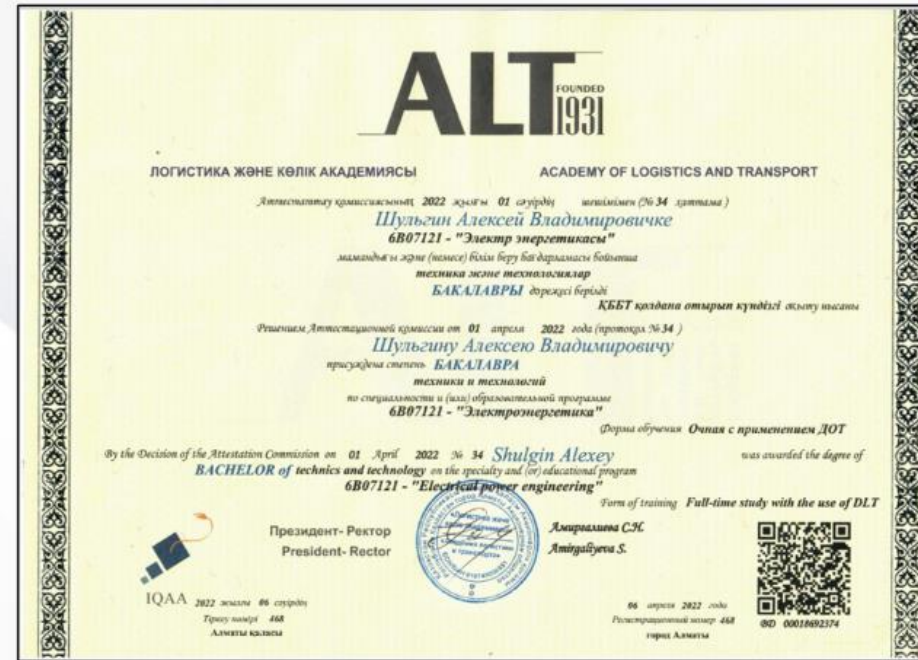 ALT
FOUNDED
1931
ЛОГИСТИКА ЖӘНЕ КӨЛІК АКАДЕМИЯСЫ
ACADEMY OF LOGISTICS AND TRANSPORT
Аттестаттау комиссиясының 2022 жылғы 01 сәуірдің шешімімен (№ 34 хаттама)
Шульгин Алексей Владимировичке
6В07121 - "Электр энергетикасы"
мамандығы және (немесе) білім беру бағдарламасы бойынша
техника және технологиялар
БАКАЛАВРЫ дәрежесі берілді
ҚББТ қолдана отырып күндізгі оқыту нысаны
Решением Аттестационной комиссии от 01 апреля 2022 года (протокол № 34 )
Шульгину Алексею Владимировичу
присуждена степень БАКАЛАВРА
техники и технологий
по специальности и (или) образовательной программе
6В07121 - "Электроэнергетика"
Форма обучения Очная с применением ДОТ
By the Decision of the Attestation Commission on 01 April 2022 № 34 Shulgin Alexey was awarded the degree of
BACHELOR of technics and technology on the specialty and (or) educational program
6В07121 - "Electrical power engineering"
Form of training Full-time study with the use of DLT
Президент- Ректор
President- Rector
Амиргалиева С.Н.
Amirgaliyeva S.
IQAA
2022 жылғы 06 сәуірдің
Тіркеу нөмірі 468
Алматы қаласы
06 апреля 2022 года
Регистрационный номер 468
город Алматы
BD 00018692374